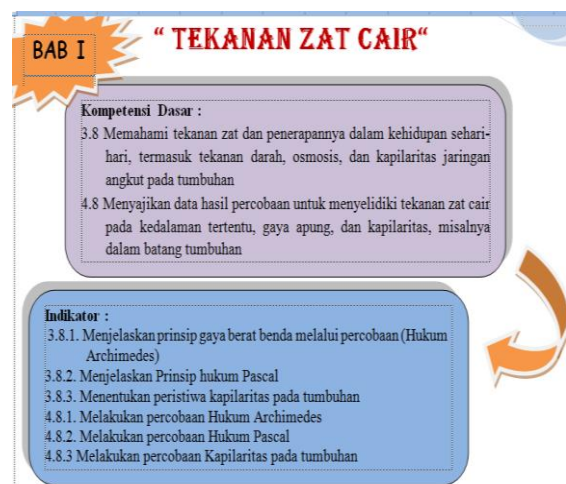 BAB I
“ TEKANAN ZAT CAIR“
Kompetensi Dasar :
3.8 Memahami tekanan zat dan penerapannya dalam kehidupan sehari-
hari, termasuk tekanan darah, osmosis, dan kapilaritas jaringan
angkut pada tumbuhan
4.8 Menyajikan data hasil percobaan untuk menyelidiki tekanan zat cair
pada kedalaman tertentu, gaya apung, dan kapilaritas, misalnya
dalam batang tumbuhan
Indikator :
3.8.1. Menjelaskan prinsip gaya berat benda melalui percobaan (Hukum
Archimedes)
3.8.2. Menjelaskan Prinsip hukum Pascal
3.8.3. Menentukan peristiwa kapilaritas pada tumbuhan
4.8.1. Melakukan percobaan Hukum Archimedes
4.8.2. Melakukan percobaan Hukum Pascal
4.8.3 Melakukan percobaan Kapilaritas pada tumbuhan